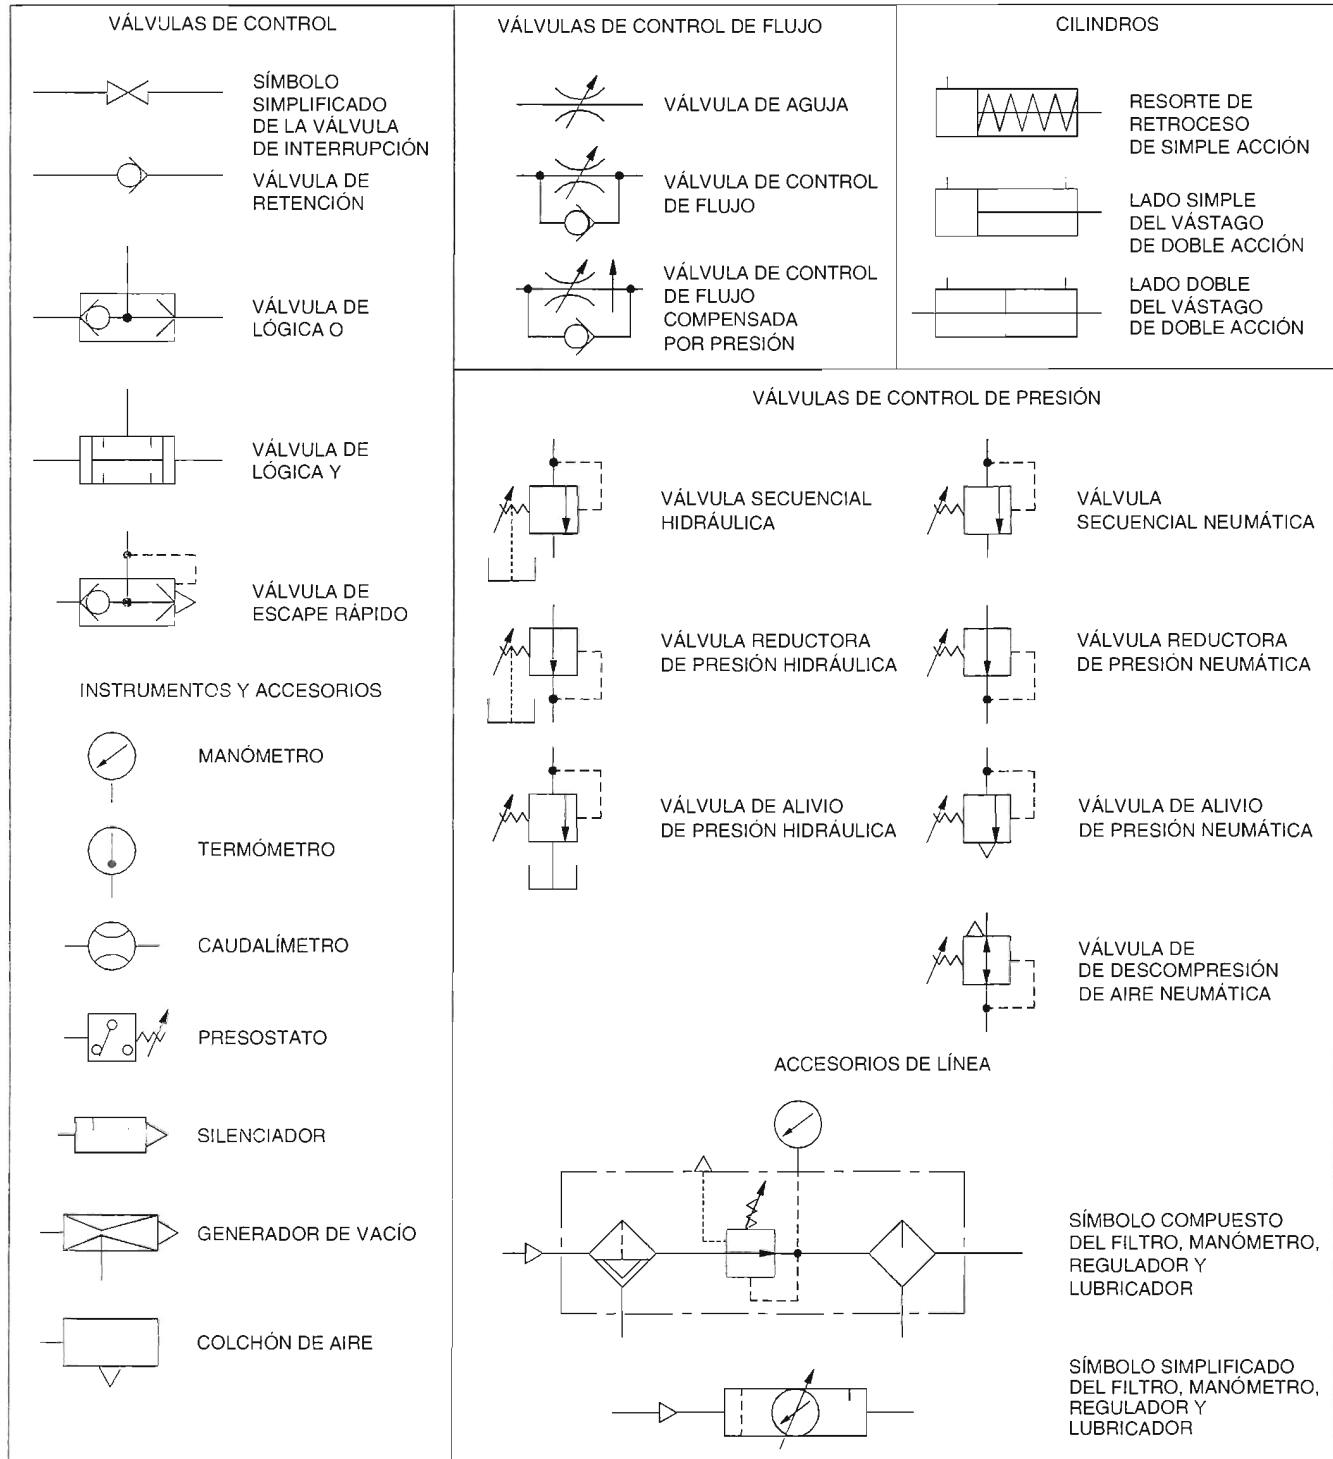 VÁLVULAS DE CONTROL
SÍMBOLO
SIMPLIFICADO
DE LA VÁLVULA
DE INTERRUPCIÓN
VÁLVULA DE
RETENCIÓN
VÁLVULA DE
LÓGICA O
VÁLVULA DE
LÓGICA Y
VÁLVULA DE
ESCAPE RÁPIDO
INSTRUMENTOS Y ACCESORIOS
MANÓMETRO
TERMÓMETRO
CAUDALÍMETRO
PRESOSTATO
SILENCIADOR
GENERADOR DE VACÍO
COLCHÓN DE AIRE
VÁLVULAS DE CONTROL DE FLUJO
VÁLVULA DE AGUJA
VÁLVULA DE CONTROL
DE FLUJO
VÁLVULA DE CONTROL
DE FLUJO
COMPENSADA
POR PRESIÓN
CILINDROS
RESORTE DE
RETROCESO
DE SIMPLE ACCIÓN
LADO SIMPLE
DEL VÁSTAGO
DE DOBLE ACCIÓN
LADO DOBLE
DEL VÁSTAGO
DE DOBLE ACCIÓN
VÁLVULAS DE CONTROL DE PRESIÓN
VÁLVULA SECUENCIAL
HIDRÁULICA
VÁLVULA
SECUENCIAL NEUMÁTICA
VÁLVULA REDUCTORA
DE PRESIÓN HIDRÁULICA
VÁLVULA REDUCTORA
DE PRESIÓN NEUMÁTICA
VÁLVULA DE ALIVIO
DE PRESIÓN HIDRÁULICA
VÁLVULA DE ALIVIO
DE PRESIÓN NEUMÁTICA
VÁLVULA DE
DE DESCOMPRESIÓN
DE AIRE NEUMÁTICA
ACCESORIOS DE LÍNEA
SÍMBOLO COMPUESTO
DEL FILTRO, MANÓMETRO,
REGULADOR Y
LUBRICADOR
SÍMBOLO SIMPLIFICADO
DEL FILTRO, MANÓMETRO,
REGULADOR Y
LUBRICADOR